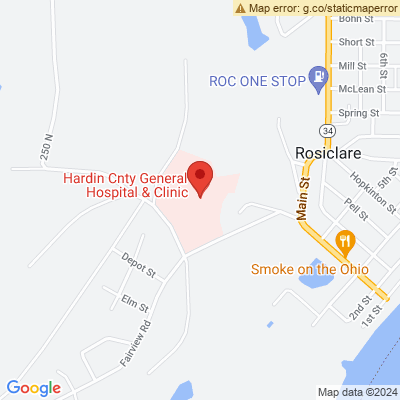 Map error: g.co/staticmaperror
Bohn St
Short St
Mill St
6th St
ROC ONE STOP
McLean St
Spring St
34
250 N
Rosiclare
Hardin Cnty General
Hospital & Clinic
5th St
Hopkinton St
Main St
Pell St
Depot St
Smoke on the Ohio
Elm St
2nd St
1st St
Fairview Rd
Google
Map data ©2024